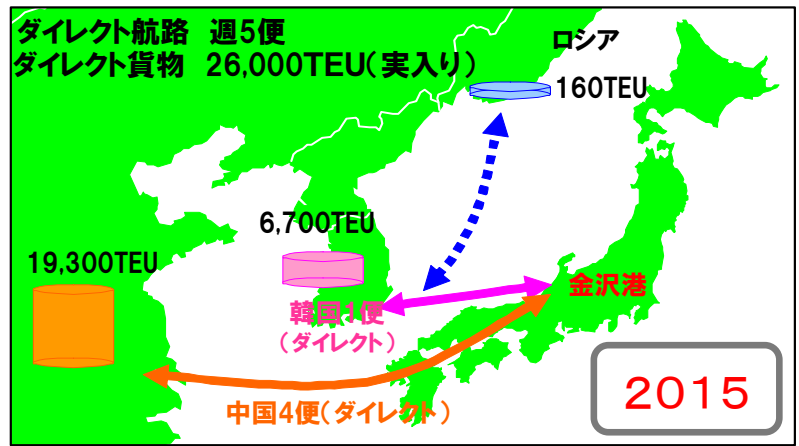 ダイレクト航路 週5便
ダイレクト貨物 26,000TEU(実入り)
ロシア
160TEU
6,700TEU
19,300TEU
金沢港
韓国1便
(ダイレクト)
中国4便(ダイレクト)
2015